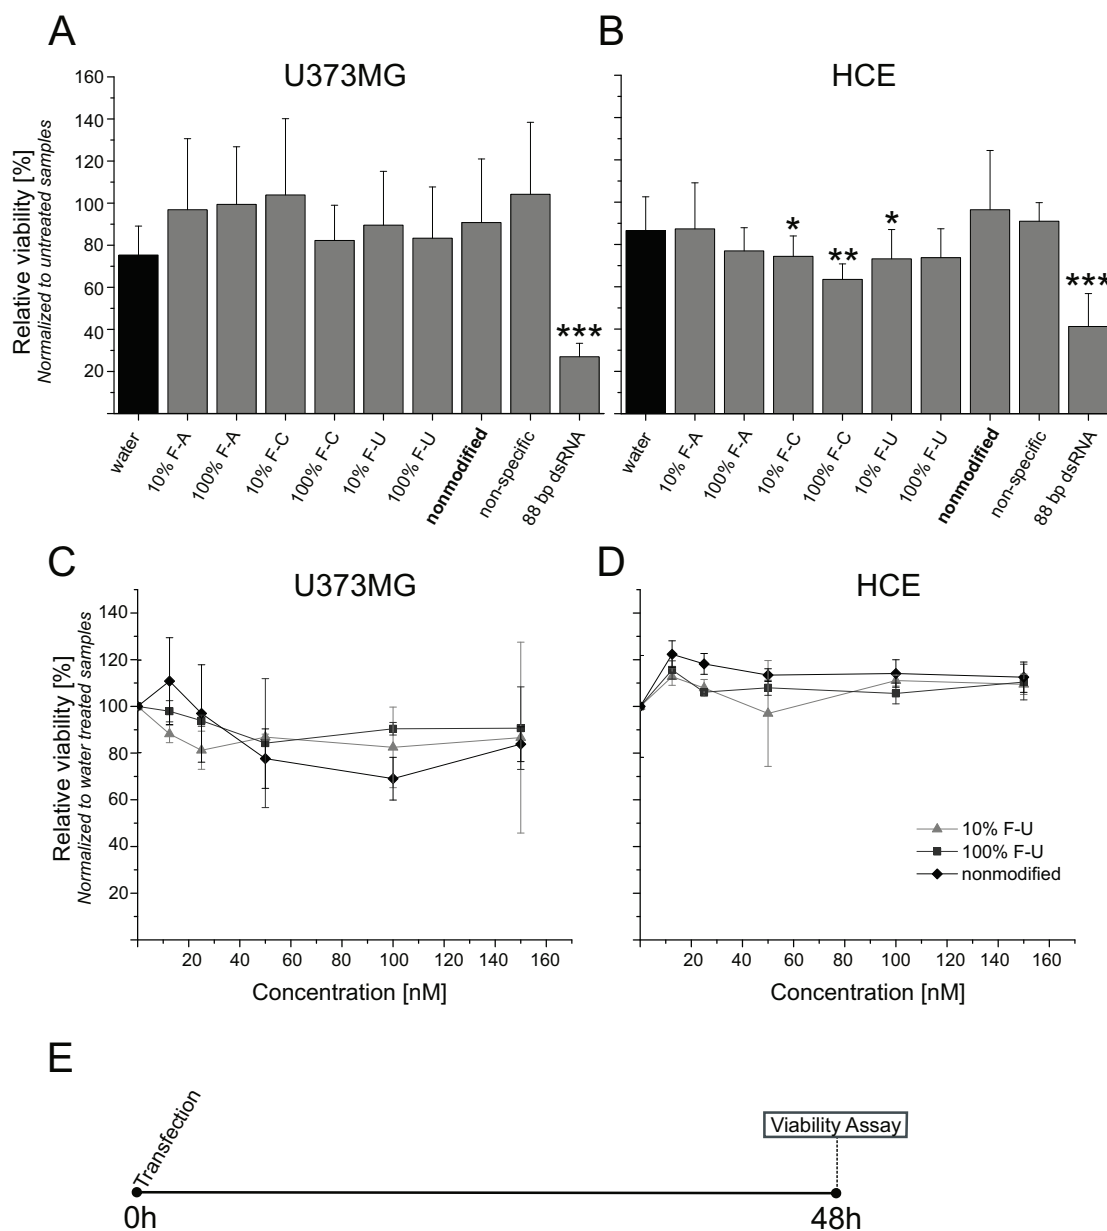 A
B
U373MG
HCE
Relative viability [%]
Normalized to untreated samples
160
140
120
100
80
60
40
20
***
*
**
*
***
water
10% F-A
100% F-A
10% F-C
100% F-C
10% F-U
100% F-U
nonmodified
non-specific
88 bp dsRNA
water
10% F-A
100% F-A
10% F-C
100% F-C
10% F-U
100% F-U
nonmodified
non-specific
88 bp dsRNA
C
D
U373MG
HCE
Relative viability [%]
Normalized to water treated samples
140
120
100
80
60
40
20
10% F-U
100% F-U
nonmodified
20 40 60 80 100 120 140 160
20 40 60 80 100 120 140 160
Concentration [nM]
Concentration [nM]
E
Transfection
Viability Assay
0h
48h